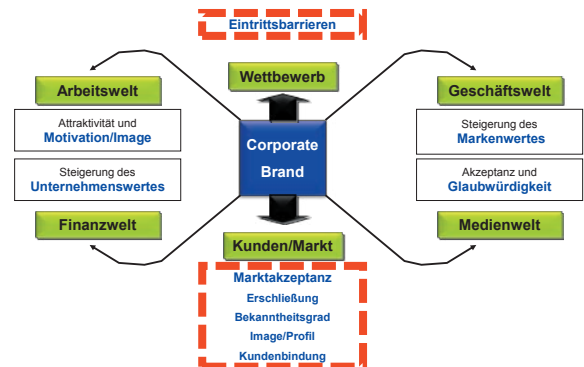 Eintrittsbarrieren
Wettbewerb
Arbeitswelt
Attraktivität und
Motivation/Image
Steigerung des
Unternehmenswertes
Finanzwelt
Corporate
Brand
Geschäftswelt
Steigerung des
Markenwertes
Akzeptanz und
Glaubwürdigkeit
Medienwelt
Kunden/Markt
Marktakzeptanz
Erschließung
Bekanntheitsgrad
Image/Profil
Kundenbindung